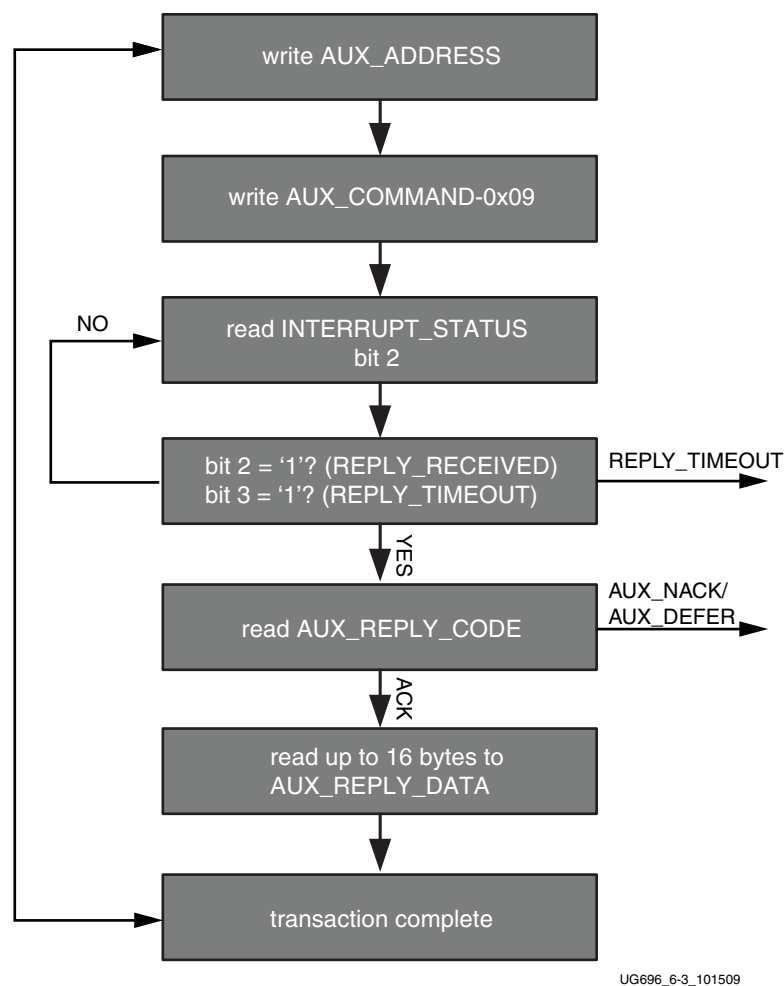 write AUX_ADDRESS
write AUX_COMMAND-0x09
NO
read INTERRUPT_STATUS
bit 2
bit 2 = ‘1’? (REPLY_RECEIVED)
bit 3 = ‘1’? (REPLY_TIMEOUT)
REPLY_TIMEOUT
YES
read AUX_REPLY_CODE
AUX_NACK/
AUX_DEFER
ACK
read up to 16 bytes to
AUX_REPLY_DATA
transaction complete
UG696_6-3_101509